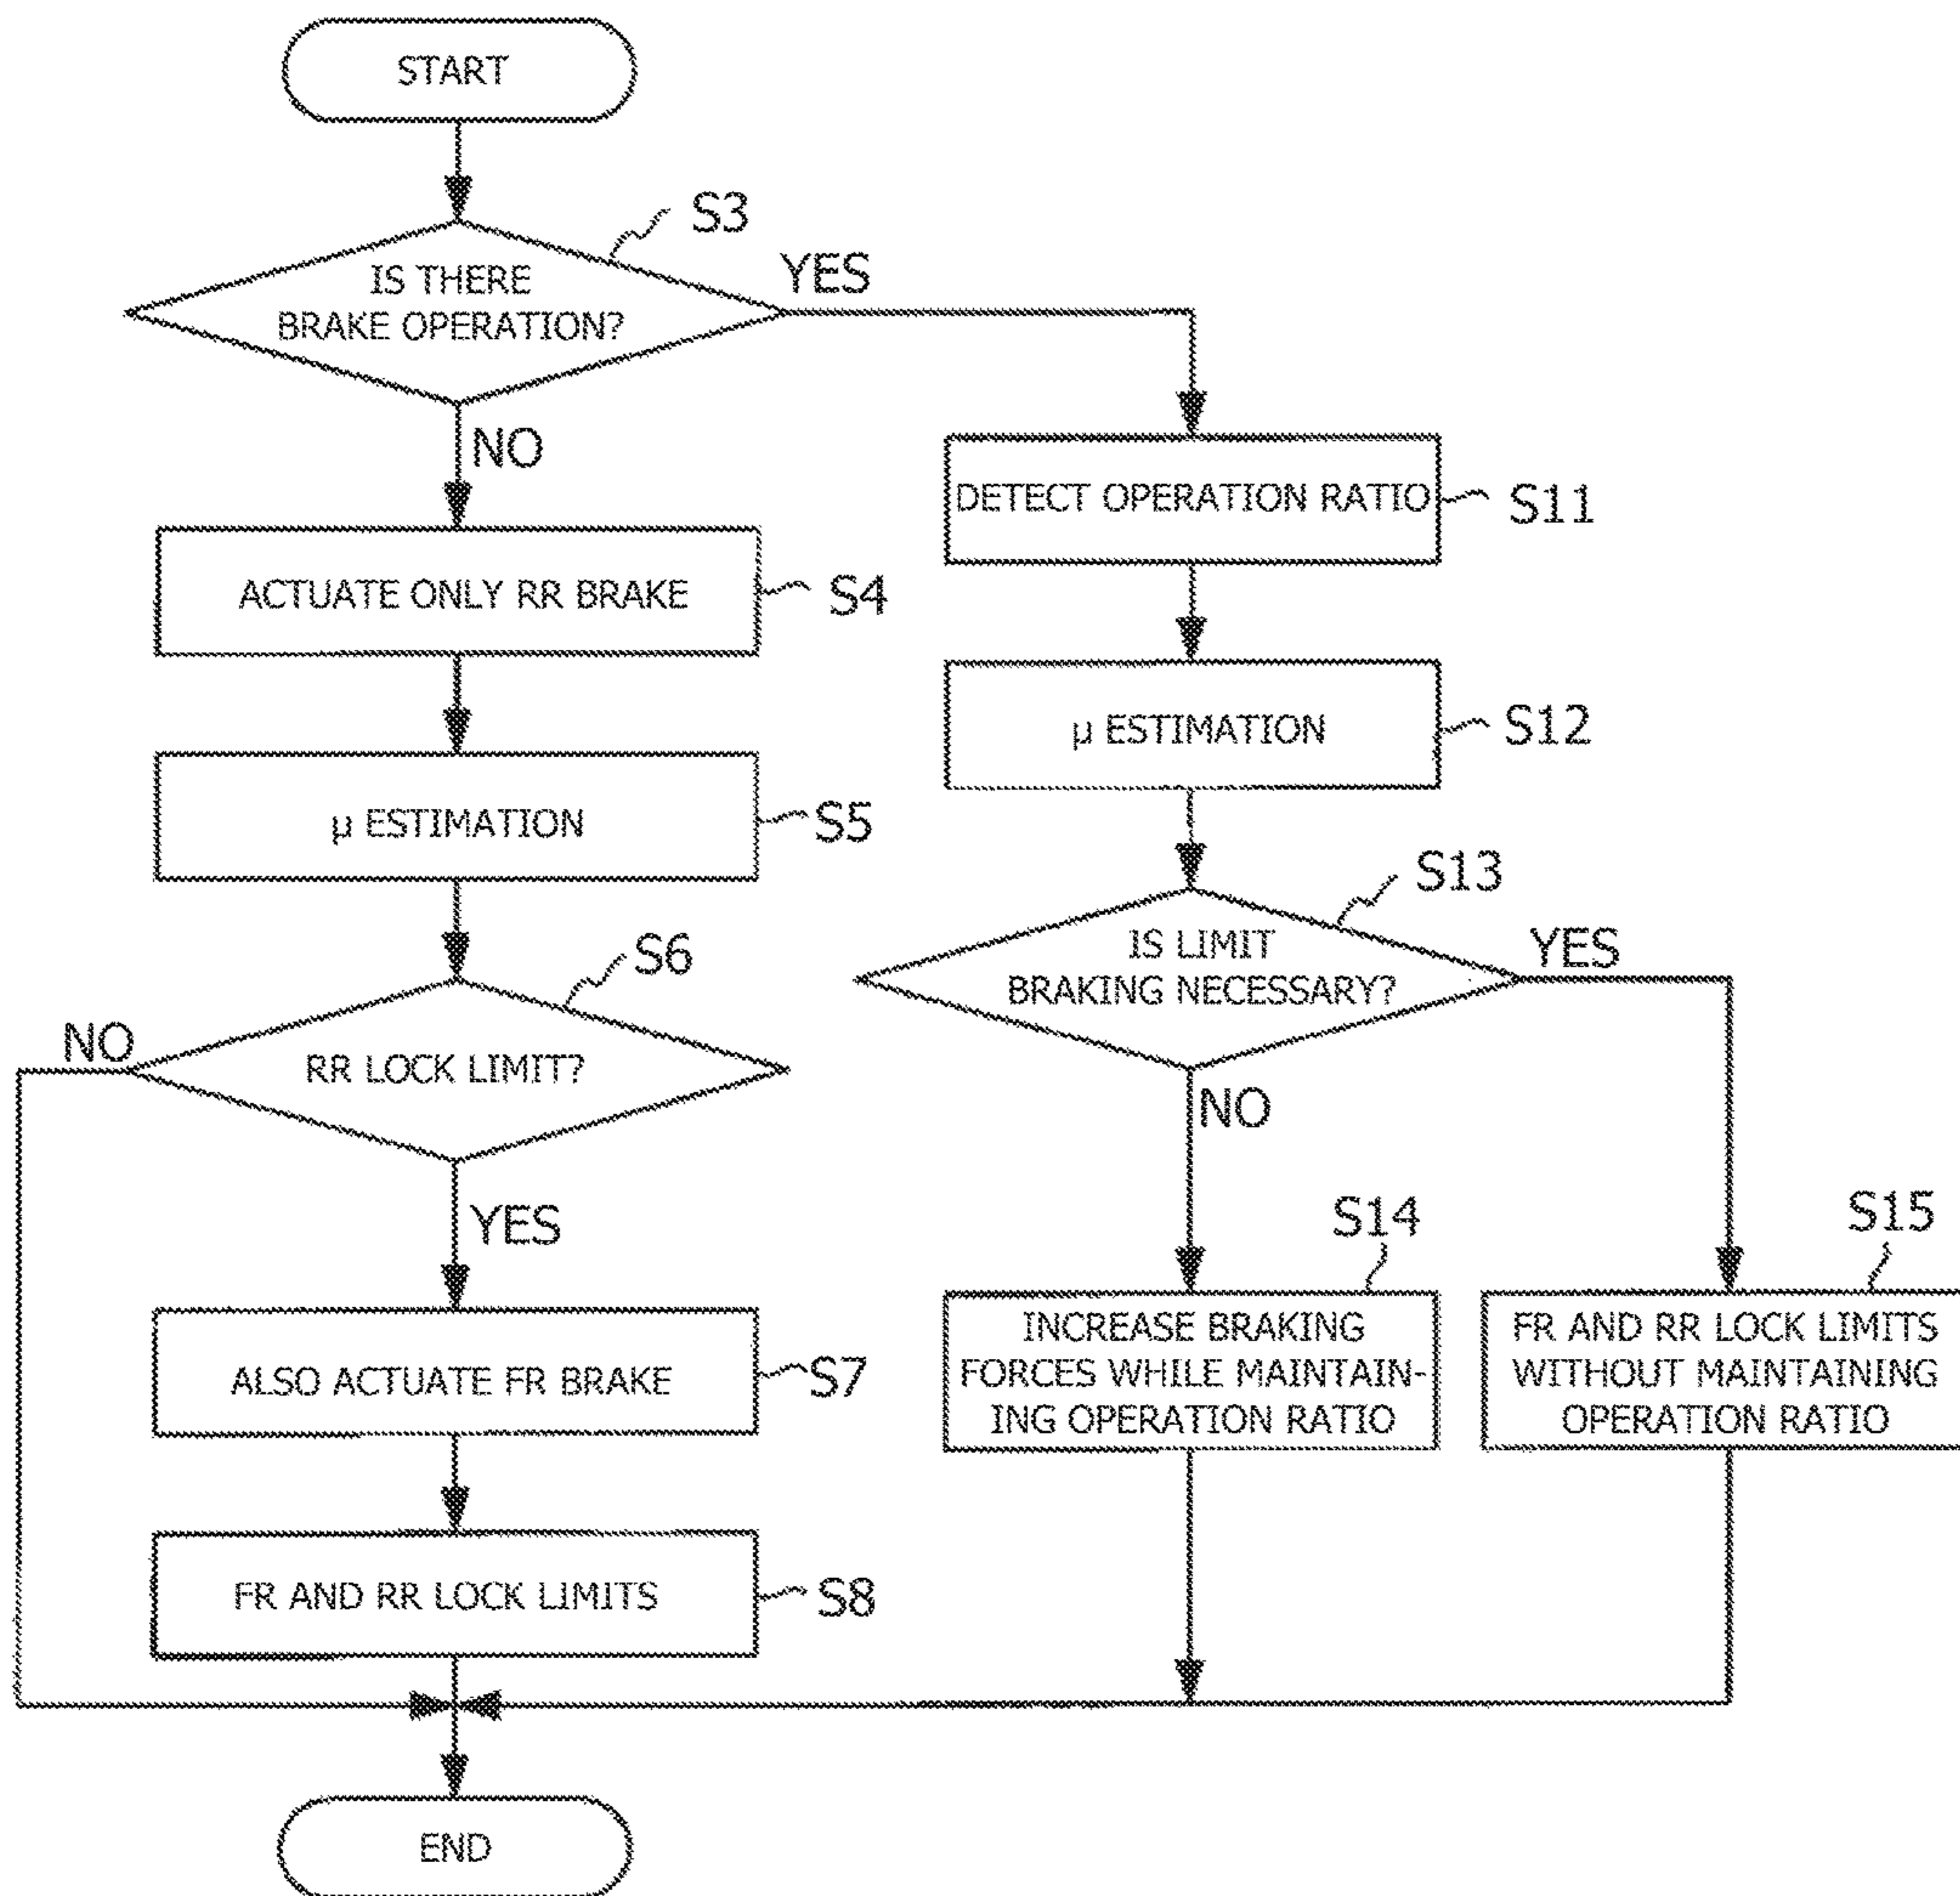 START
S3
IS THERE
BRAKE OPERATION?
YES
NO
DETECT OPERATION RATIO
S11
ACTUATE ONLY RR BRAKE
S4
μ ESTIMATION
S12
μ ESTIMATION
S5
S13
IS LIMIT
BRAKING NECESSARY?
YES
S6
NO
RR LOCK LIMIT?
NO
YES
S14
S15
ALSO ACTUATE FR BRAKE
S7
INCREASE BRAKING
FORCES WHILE MAINTAIN-
ING OPERATION RATIO
FR AND RR LOCK LIMITS
WITHOUT MAINTAINING
OPERATION RATIO
FR AND RR LOCK LIMITS
S8
END